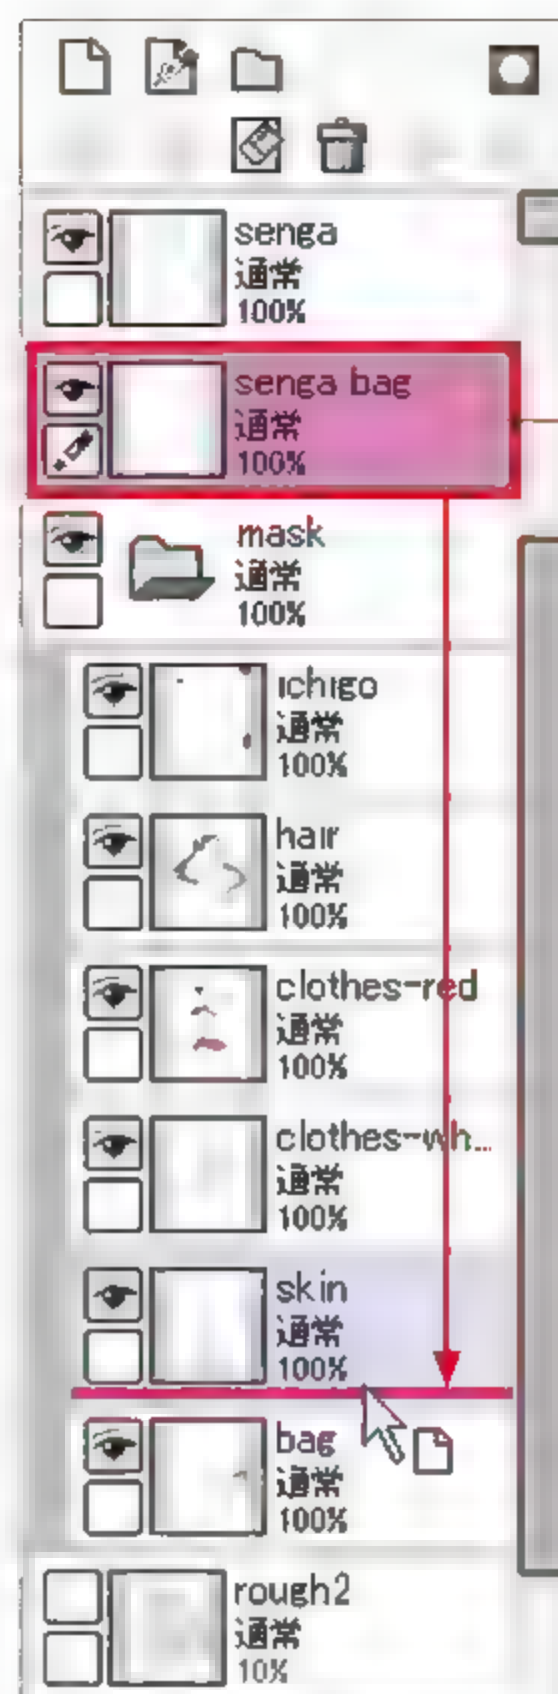 senga
通常
100%
senga bag
通常
100%
mask
通常
100%
ichigo
通常
100%
hair
通常
100%
clothes-red
通常
100%
clothes-wh...
通常
100%
skin
通常
100%
bag
通常
100%
rough2
通常
10%